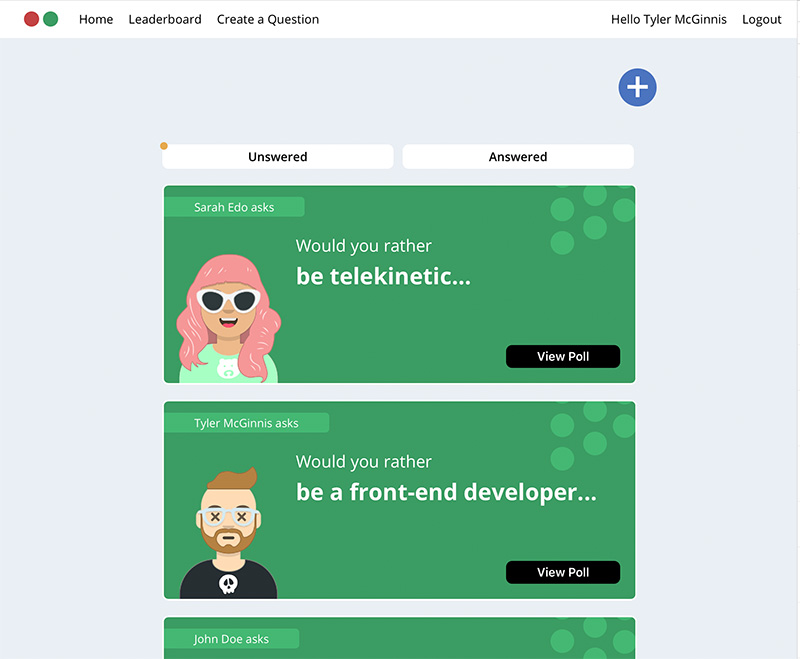 Home Leaderboard Create a Question Hello Tyler McGinnis Logout
Unswered Answered
Sarah Edo asks
Would you rather
be telekinetic...
View Poll
Tyler McGinnis asks
Would you rather
be a front-end developer...
View Poll
John Doe asks